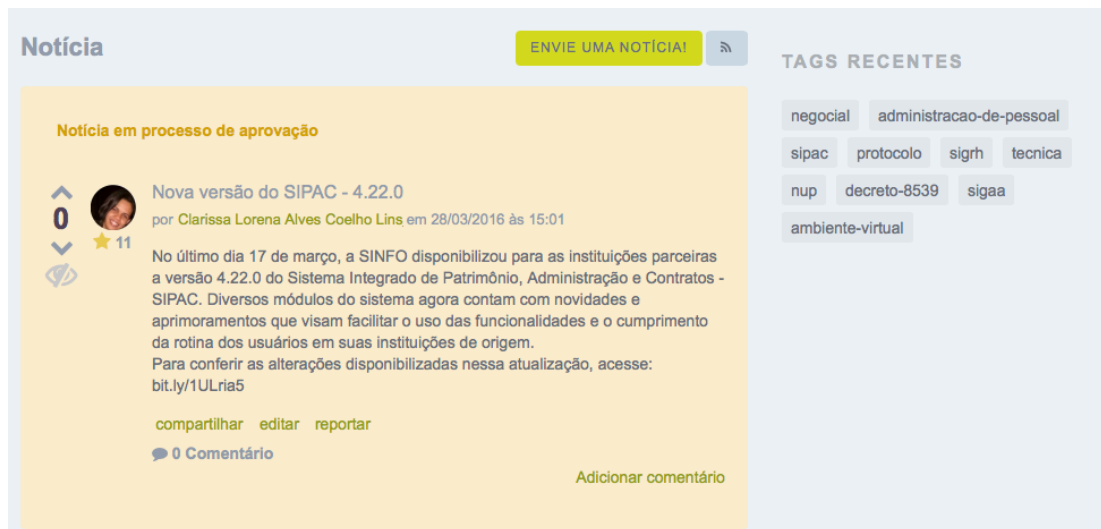 Notícia
ENVIE UMA NOTÍCIA!
Notícia em processo de aprovação
0
11
Nova versão do SIPAC - 4.22.0
por Clarissa Lorena Alves Coelho Lins em 28/03/2016 às 15:01
No último dia 17 de março, a SINFO disponibilizou para as instituições parceiras
a versão 4.22.0 do Sistema Integrado de Patrimônio, Administração e Contratos -
SIPAC. Diversos módulos do sistema agora contam com novidades e
aprimoramentos que visam facilitar o uso das funcionalidades e o cumprimento
da rotina dos usuários em suas instituições de origem.
Para conferir as alterações disponibilizadas nessa atualização, acesse:
bit.ly/1ULria5
compartilhar editar reportar
0 Comentário
Adicionar comentário
TAGS RECENTES
negocial administracao-de-pessoal
sipac protocolo sigrh tecnica
nup decreto-8539 sigaa
ambiente-virtual